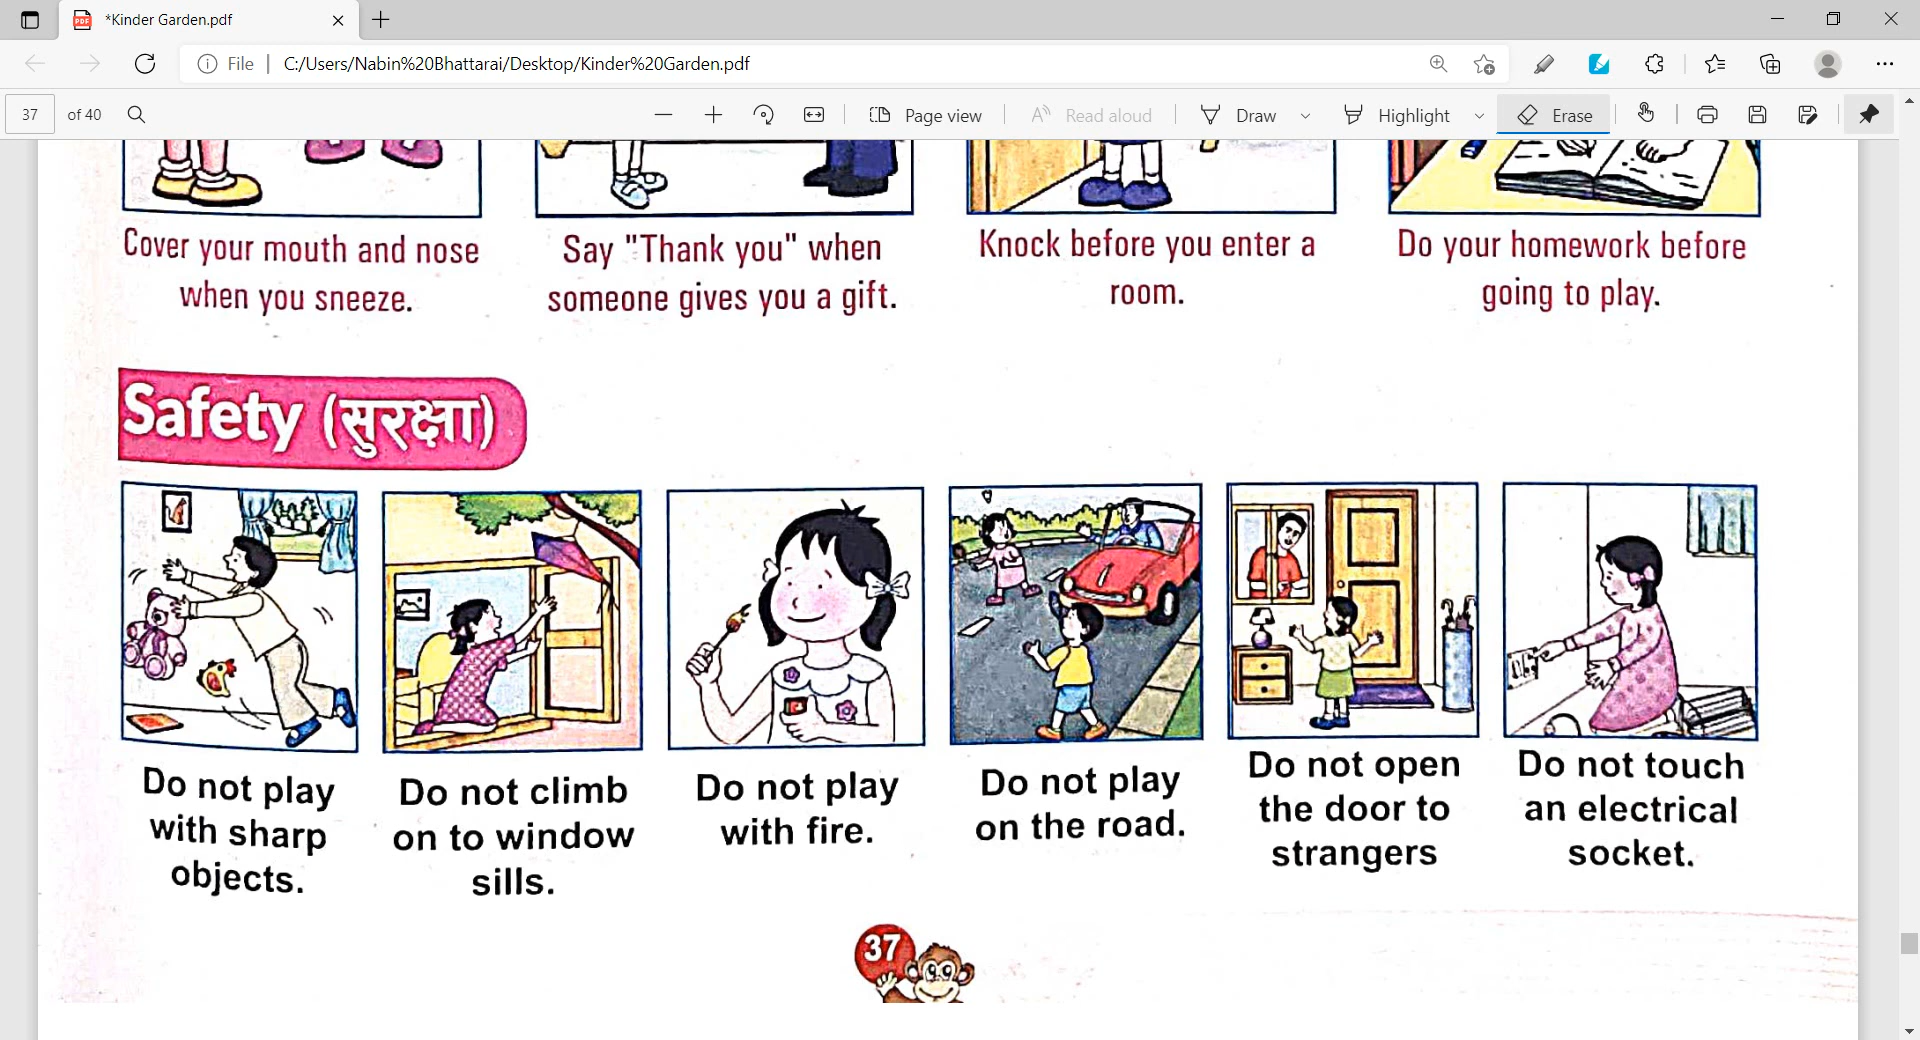 *Kinder Garden.pdf
File | C:/Users/Nabin%20Bhattarai/Desktop/Kinder%20Garden.pdf
37 of 40 Page view Read aloud Draw Highlight Erase
Cover your mouth and nose
when you sneeze.
Say "Thank you" when
someone gives you a gift.
Knock before you enter a
room.
Do your homework before
going to play.
Safety (सुरक्षा)
Do not play
with sharp
objects.
Do not climb
on to window
sills.
Do not play
with fire.
Do not play
on the road.
Do not open
the door to
strangers
Do not touch
an electrical
socket.
37